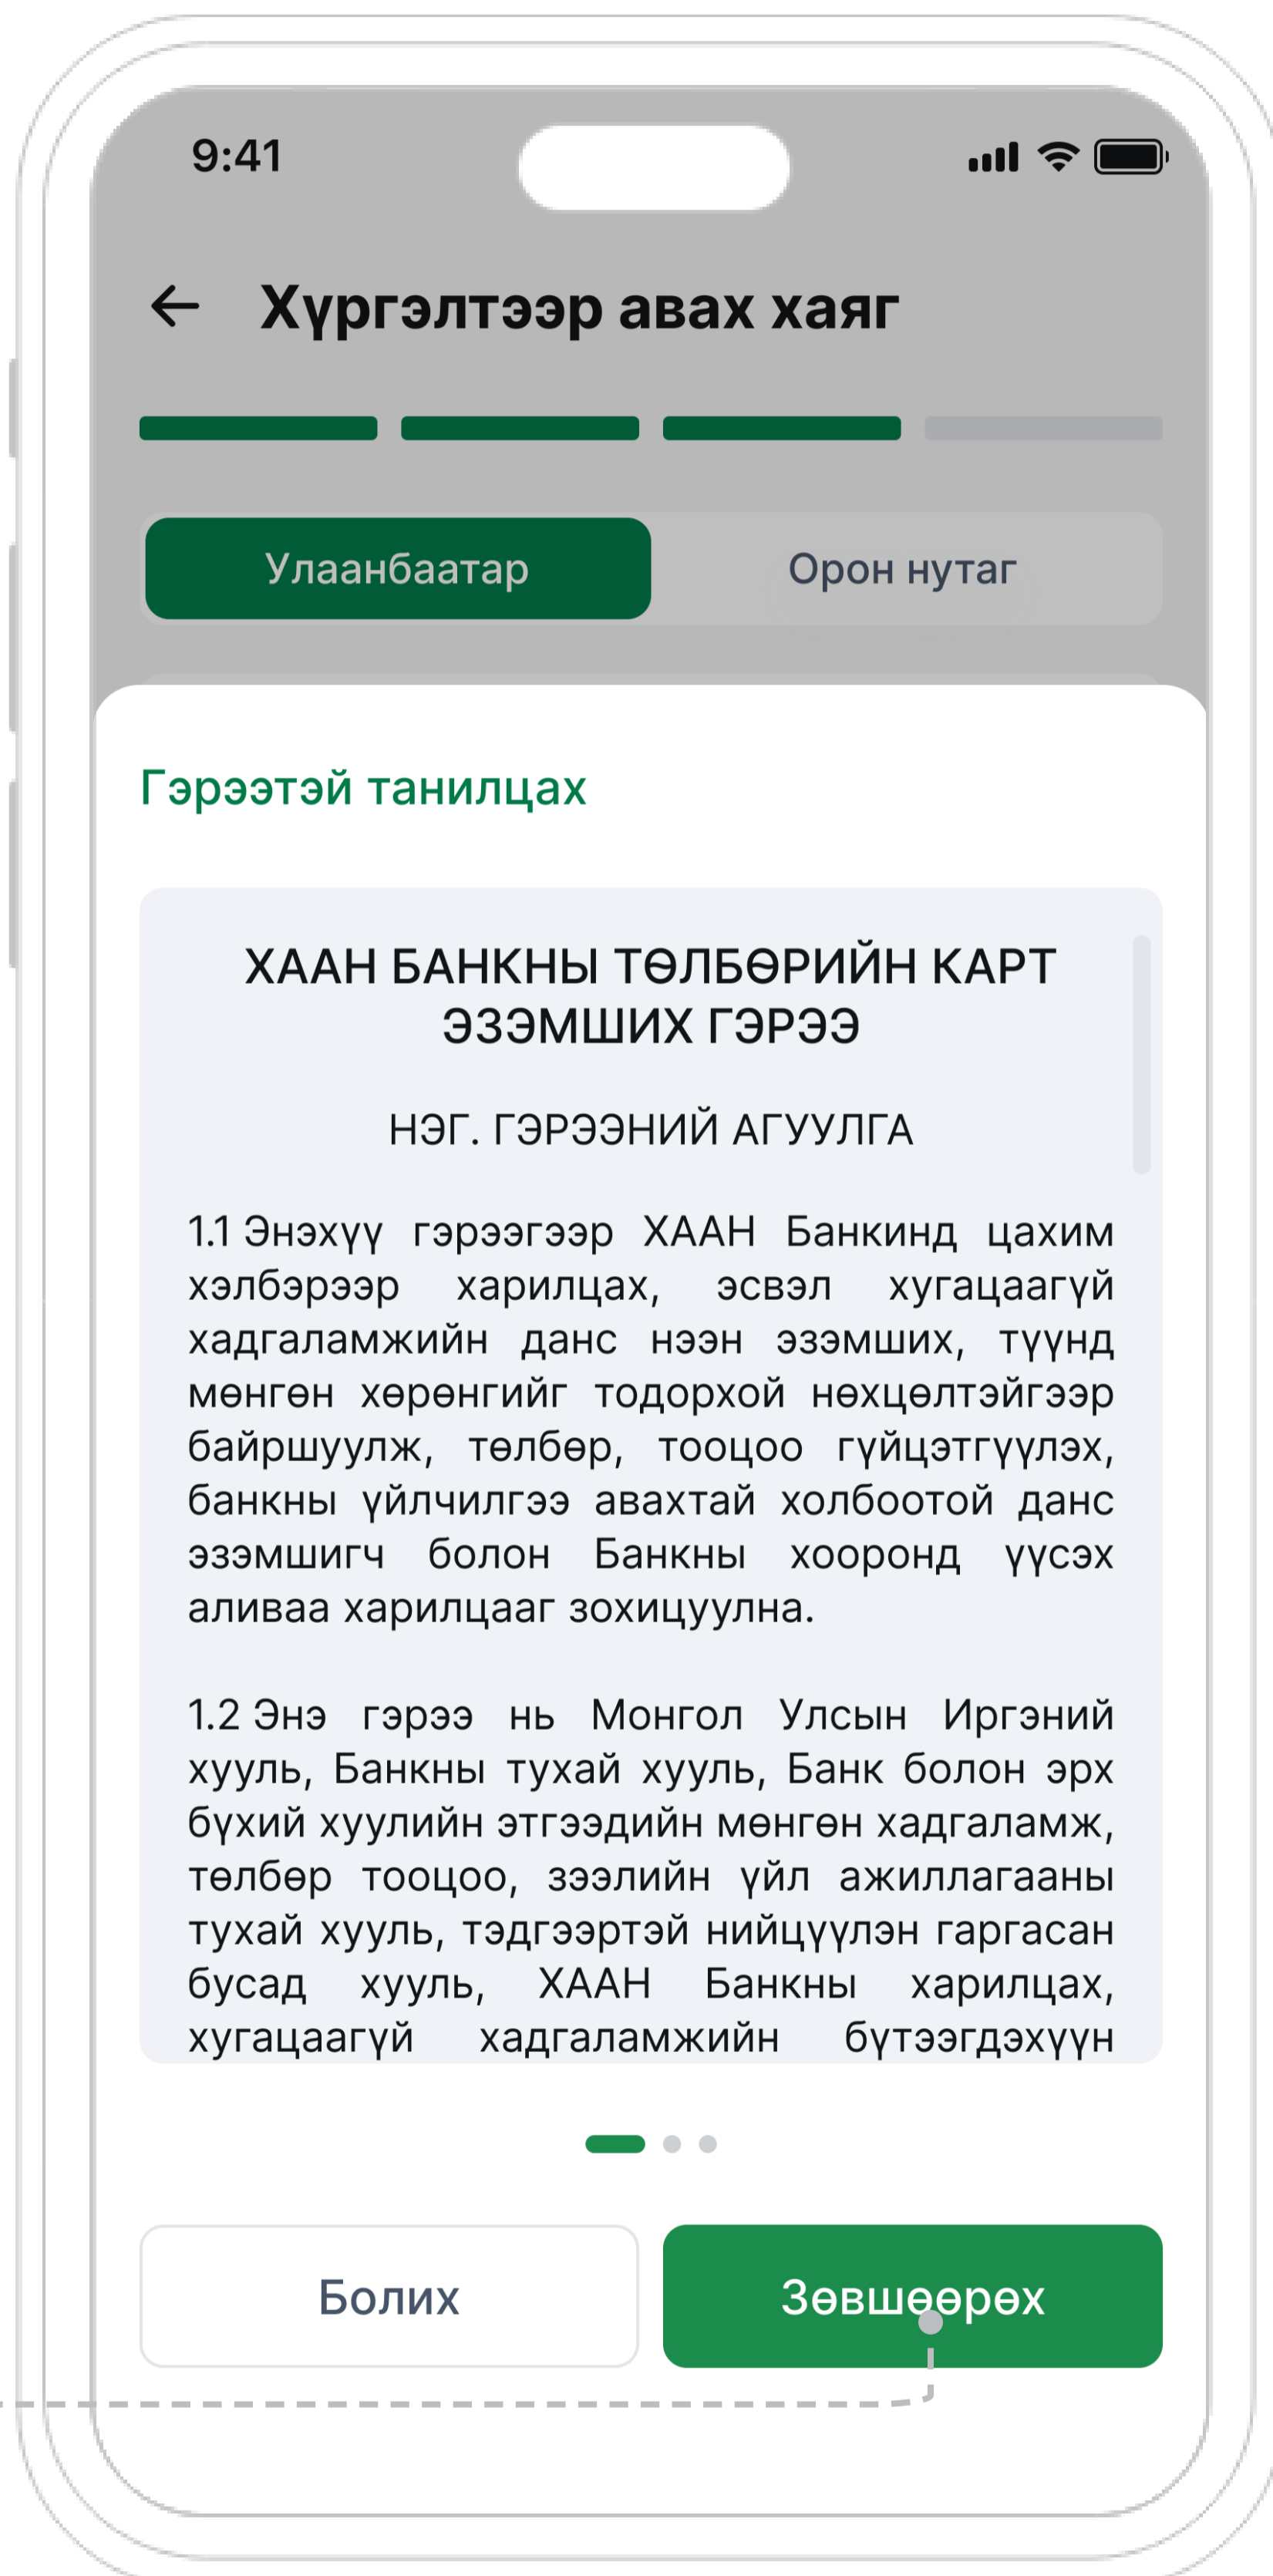 9:41
Хүргэлтээр авах хаяг
Улаанбаатар
Орон нутаг
Гэрээтэй танилцах
ХААН БАНКНЫ ТӨЛБӨРИЙН КАРТ
ЭЗЭМШИХ ГЭРЭЭ
НЭГ. ГЭРЭЭНИЙ АГУУЛГА
1.1 Энэхүү гэрээгээр ХААН Банкинд цахим
хэлбэрээр харилцах, эсвэл хугацаагүй
хадгаламжийн данс нээн эзэмших, түүнд
мөнгөн хөрөнгийг тодорхой нөхцөлтэйгээр
байршуулж, төлбөр, тооцоо гүйцэтгүүлэх,
банкны үйлчилгээ авахтай холбоотой данс
эзэмшигч болон Банкны хооронд үүсэх
аливаа харилцааг зохицуулна.
1.2 Энэ гэрээ нь Монгол Улсын Иргэний
хууль, Банкны тухай хууль, Банк болон эрх
бүхий хуулийн этгээдийн мөнгөн хадгаламж,
төлбөр тооцоо, зээлийн үйл ажиллагааны
тухай хууль, тэдгээртэй нийцүүлэн гаргасан
бусад хууль, ХААН Банкны харилцах,
хугацаагүй хадгаламжийн бүтээгдэхүүн
Болих
Зөвшөөрөх